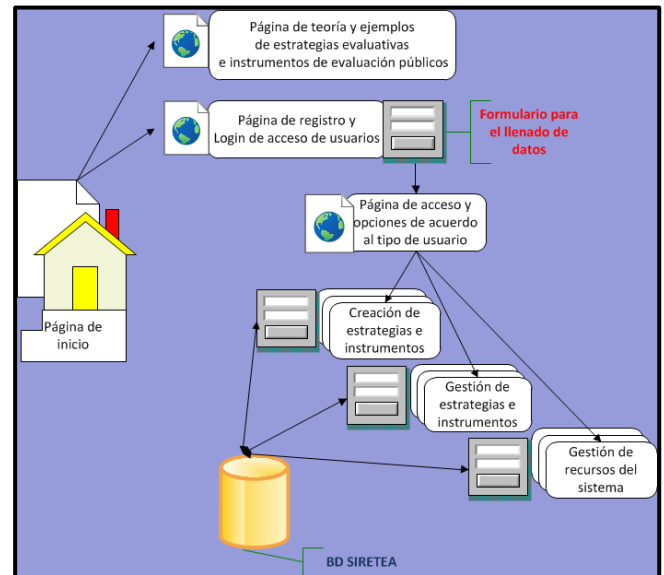 Página de teoría y ejemplos
de estrategias evaluativas
e instrumentos de evaluación públicos
Página de registro y
Login de acceso de usuarios
Formulario para
el llenado de
datos
Página de acceso y
opciones de acuerdo
al tipo de usuario
Página de
inicio
Creación de
estrategias e
instrumentos
Gestión de
estrategias e
instrumentos
Gestión de
recursos del
sistema
BD SIRETEA